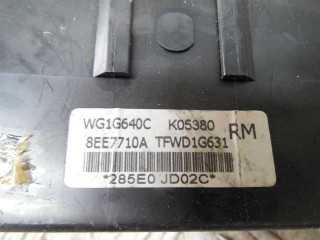 WG1G640C K05380 RM
8EE7710A TFWD1G631
*285E0 JD02C*